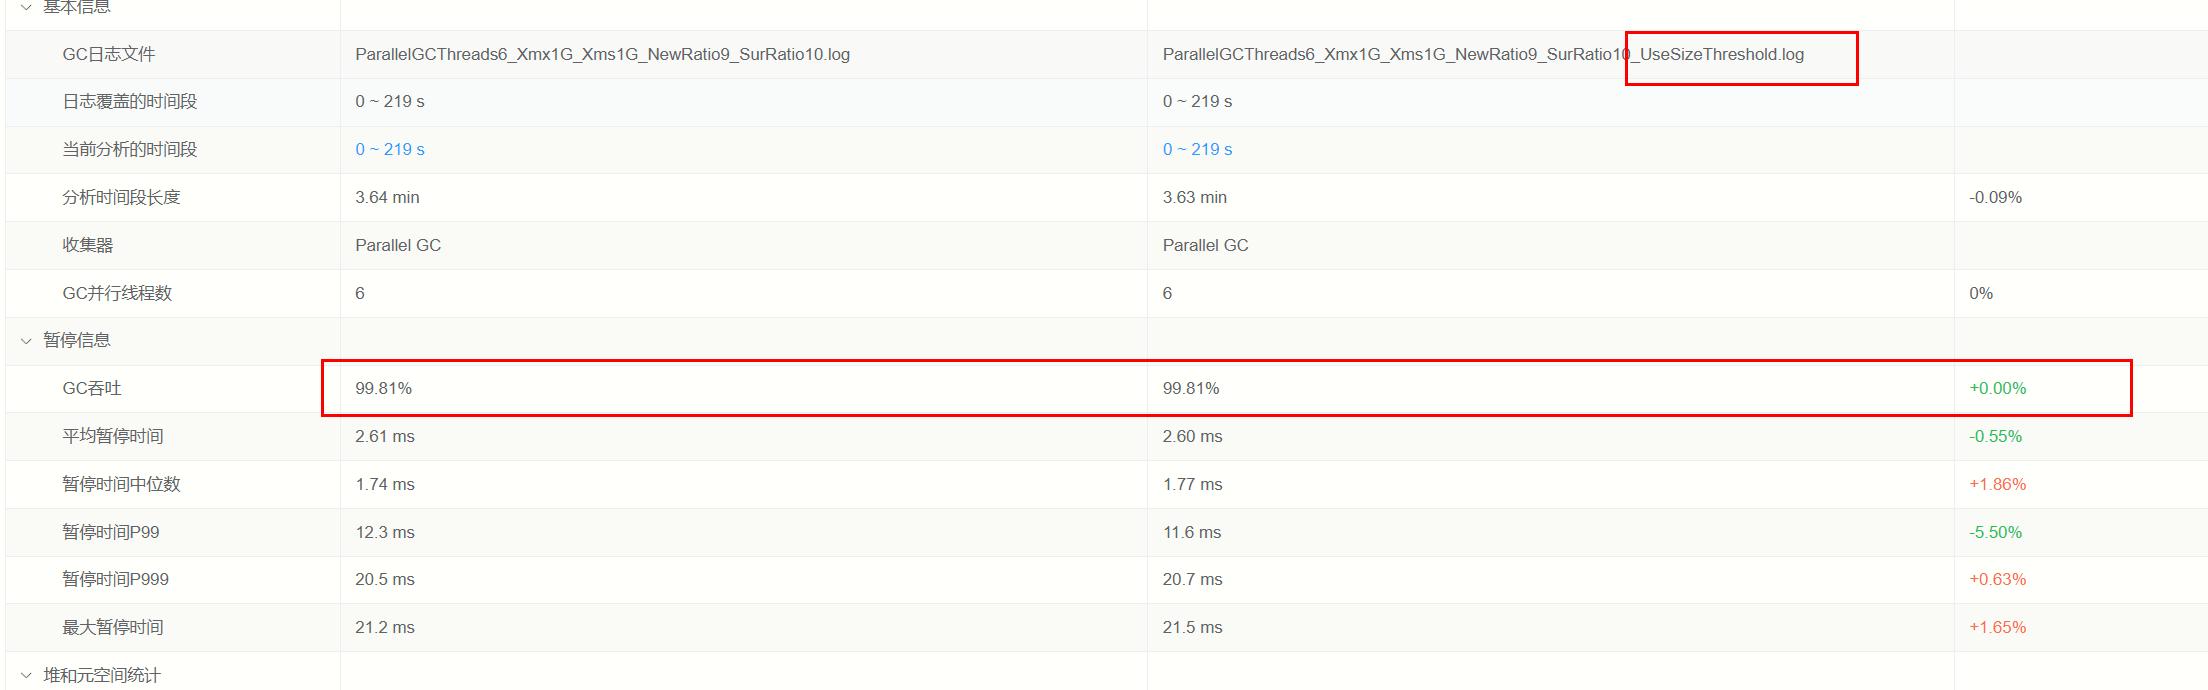 基本信息
GC日志文件 ParallelGCThreads6_Xmx1G_Xms1G_NewRatio9_SurRatio10.log ParallelGCThreads6_Xmx1G_Xms1G_NewRatio9_SurRatio10_UseSizeThreshold.log
日志覆盖的时间段 0 ~ 219 s 0 ~ 219 s
当前分析的时间段 0 ~ 219 s 0 ~ 219 s
分析时间段长度 3.64 min 3.63 min -0.09%
收集器 Parallel GC Parallel GC
GC并行线程数 6 6 0%
暂停信息
GC吞吐 99.81% 99.81% +0.00%
平均暂停时间 2.61 ms 2.60 ms -0.55%
暂停时间中位数 1.74 ms 1.77 ms +1.86%
暂停时间P99 12.3 ms 11.6 ms -5.50%
暂停时间P999 20.5 ms 20.7 ms +0.63%
最大暂停时间 21.2 ms 21.5 ms +1.65%
堆和元空间统计